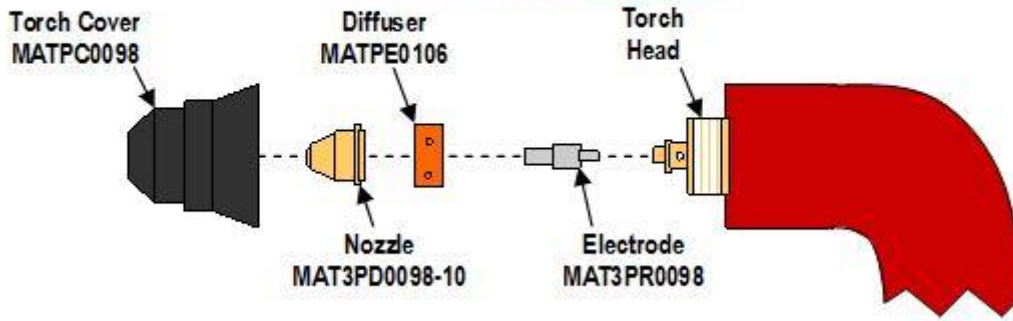 Torch Cover
MATPC0098
Diffuser
MATPE0106
Torch
Head
Nozzle
MAT3PD0098-10
Electrode
MAT3PR0098